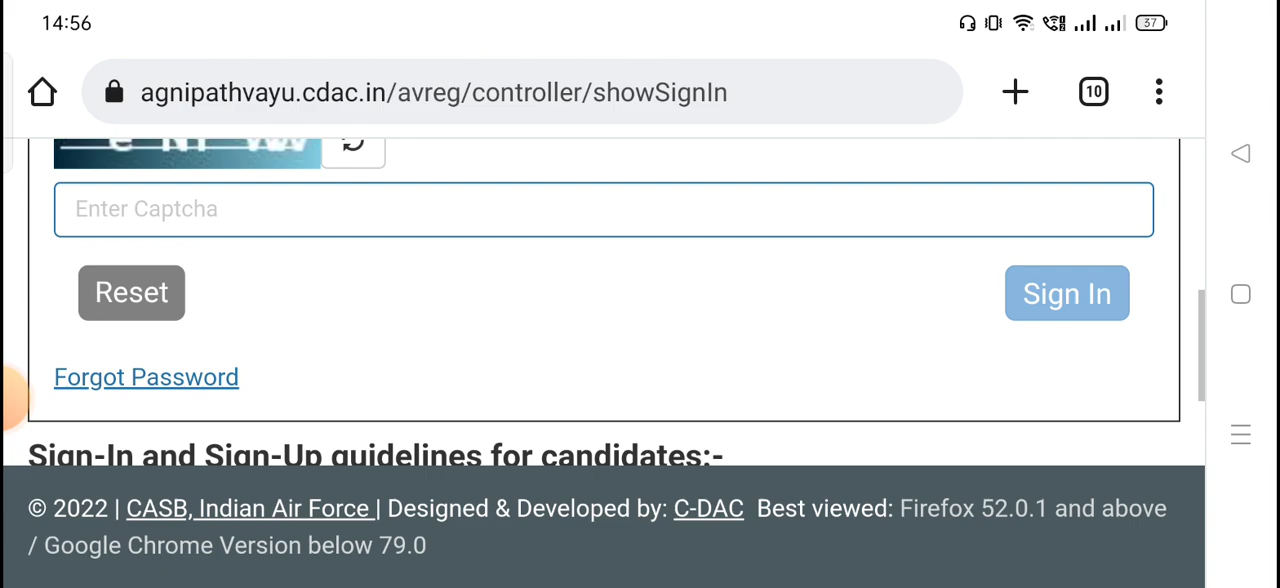 14:56
37
agnipathvayu.cdac.in/avreg/controller/showSignIn
10
Enter Captcha
Reset
Sign In
Forgot Password
Sign-In and Sign-Up guidelines for candidates:-
© 2022 | CASB, Indian Air Force | Designed & Developed by: C-DAC Best viewed: Firefox 52.0.1 and above
/ Google Chrome Version below 79.0